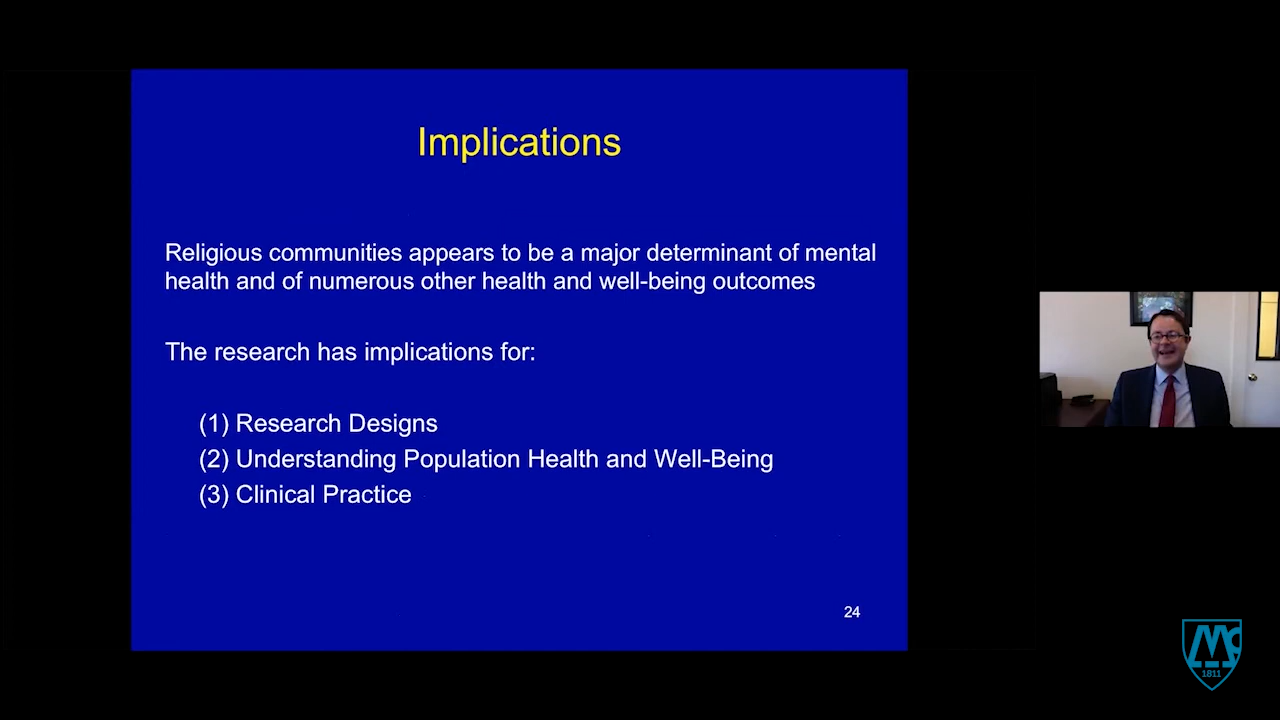 Implications
Religious communities appears to be a major determinant of mental
health and of numerous other health and well-being outcomes
The research has implications for:
(1) Research Designs
(2) Understanding Population Health and Well-Being
(3) Clinical Practice
24
Mc
1811